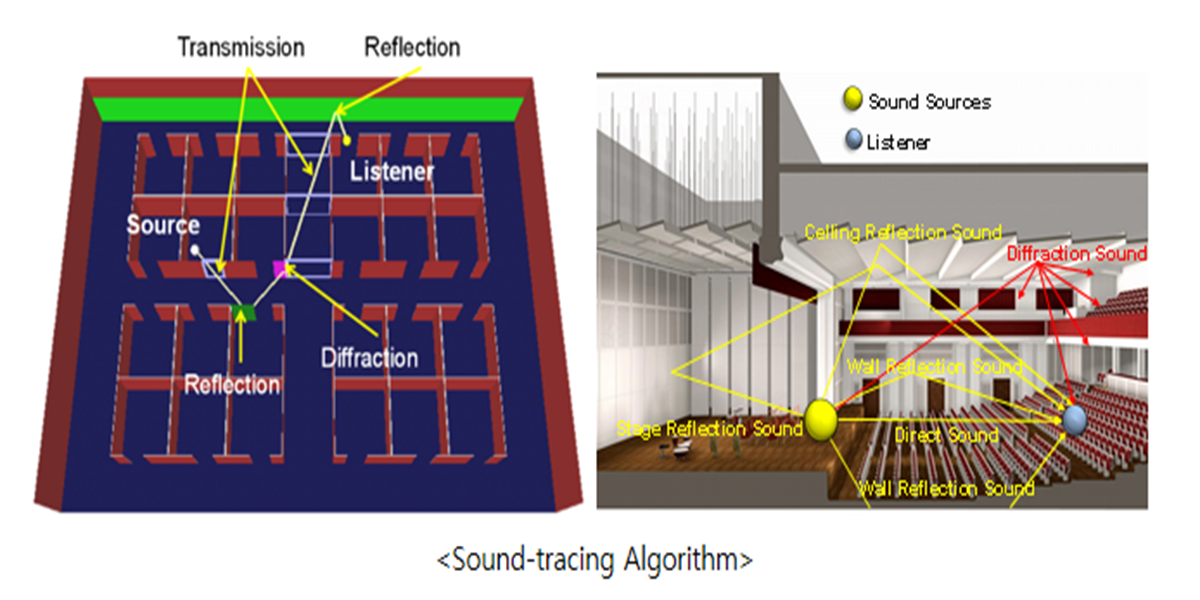 Transmission
Reflection
Listener
Source
Diffraction
Reflection
Sound Sources
Listener
Celling Reflection Sound
Diffraction Sound
Wall Reflection Sound
Stage Reflection Sound
Direct Sound
Wall Reflection Sound
<Sound-tracing Algorithm>